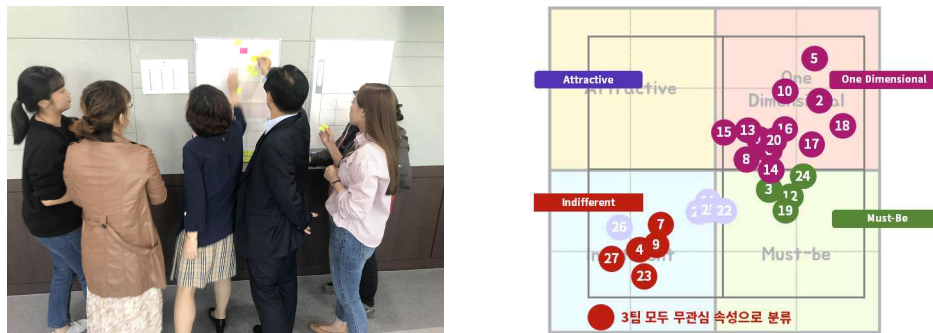 5
Attractive
One Dimensional
Attractive
One
Dimensional
10
2
15
13
16
18
20
17
8
14
24
3
12
Indifferent
19
Must-Be
22
26
7
9
4
Must-be
27
23
3팀 모두 무관심 속성으로 분류